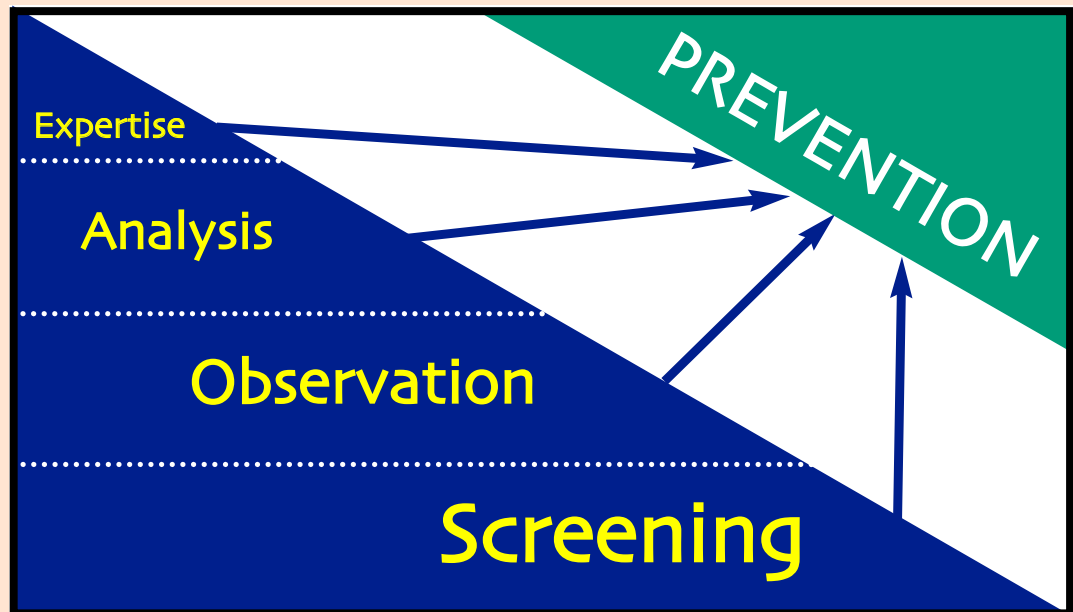 PREVENTION
Expertise
Analysis
Observation
Screening